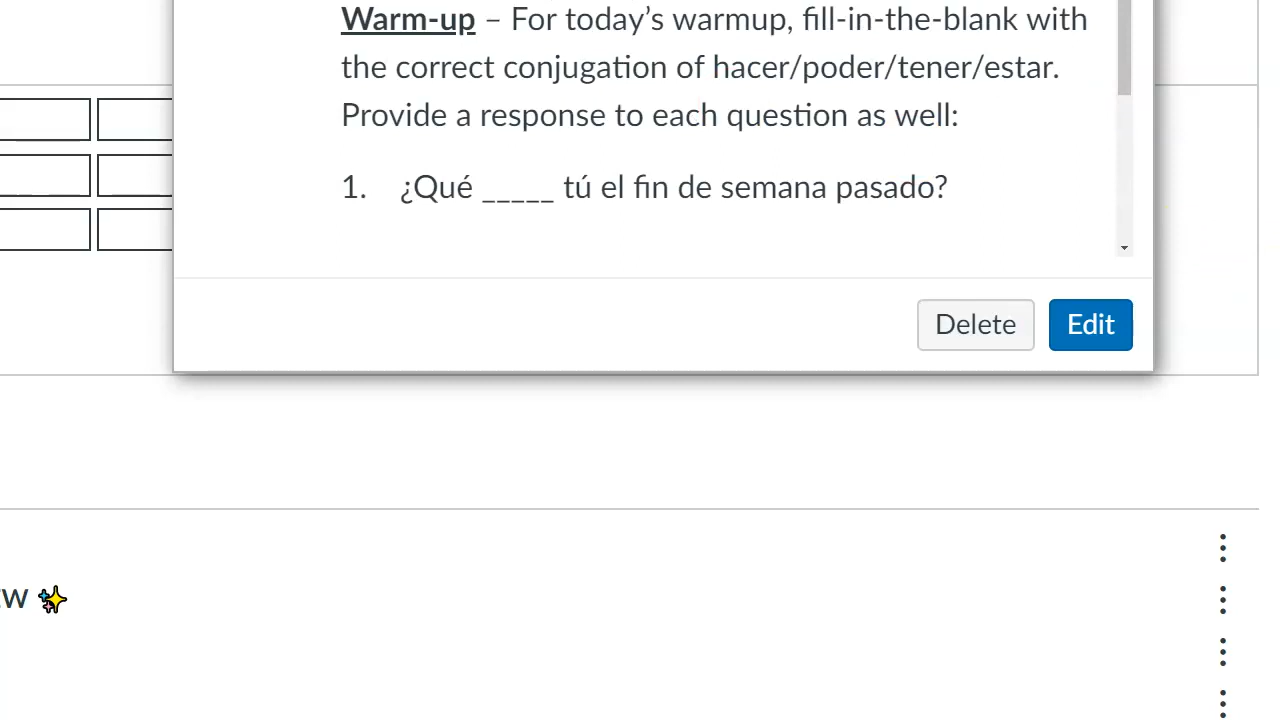 Warm-up – For today’s warmup, fill-in-the-blank with
the correct conjugation of hacer/poder/tener/estar.
Provide a response to each question as well:
1. ¿Qué _____ tú el fin de semana pasado?
Delete Edit